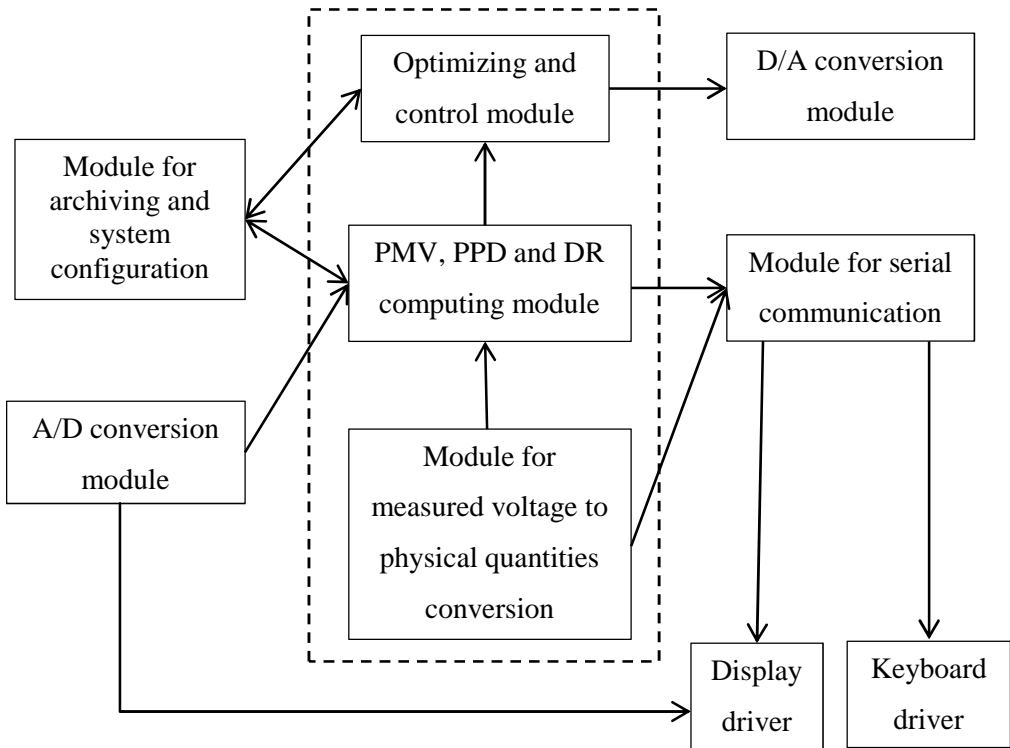 Optimizing and
control module
D/A conversion
module
Module for
archiving and
system
configuration
PMV, PPD and DR
computing module
Module for serial
communication
A/D conversion
module
Module for
measured voltage to
physical quantities
conversion
Display
driver
Keyboard
driver